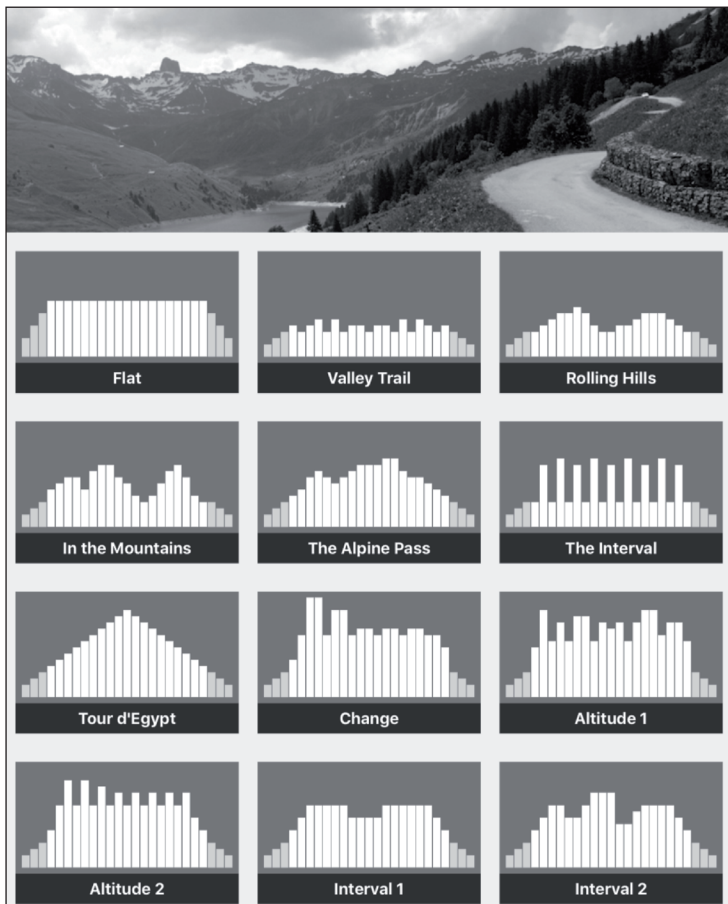 Flat
Valley Trail
Rolling Hills
In the Mountains
The Alpine Pass
The Interval
Tour d'Egypt
Change
Altitude 1
Altitude 2
Interval 1
Interval 2